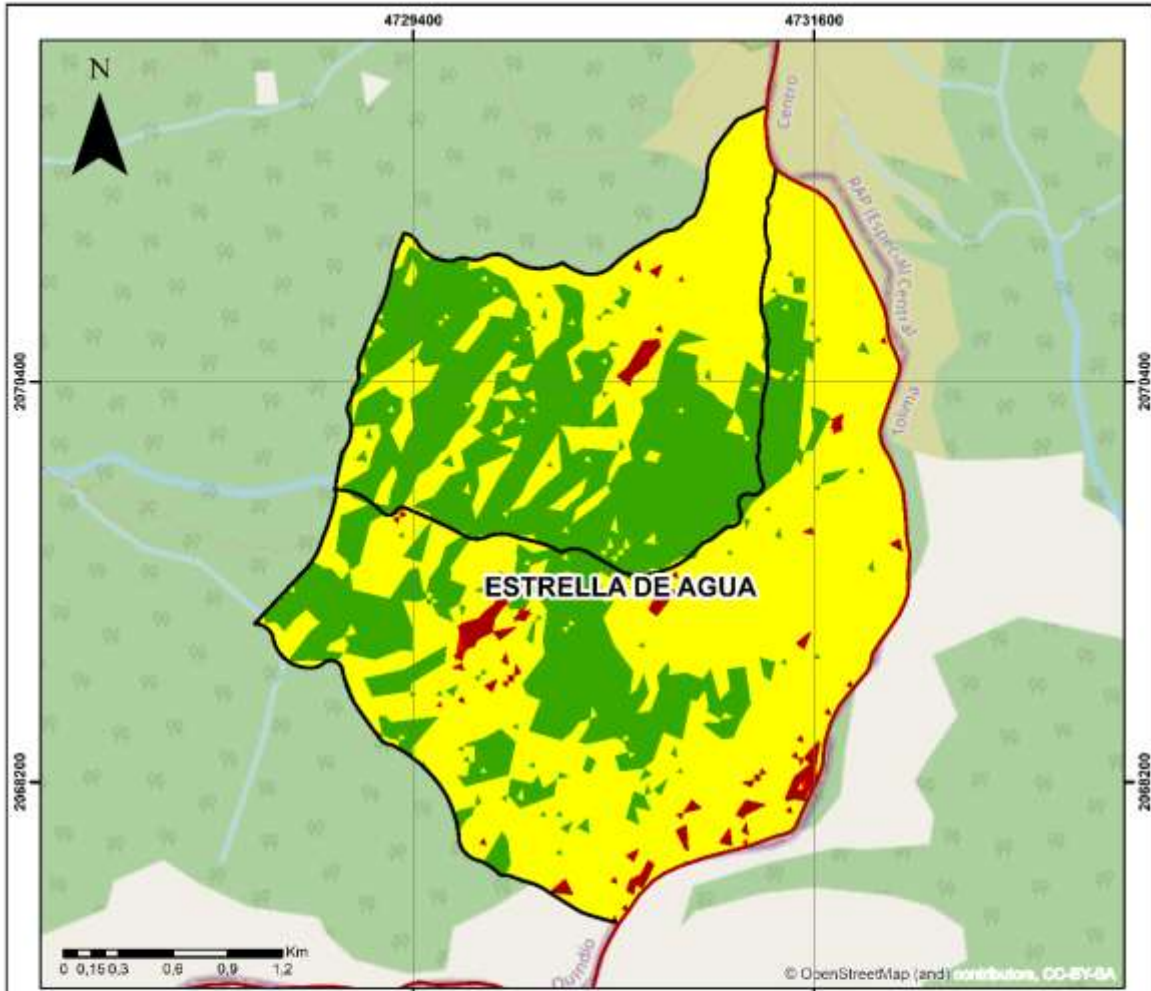 4729400 4731600
N
Centro
RAP (Especial) Central
2070400 2070400
Tolima
ESTRELLA DE AGUA
2068200 2068200
Km
0 0,15 0,3 0,6 0,9 1,2
Quindío
© OpenStreetMap (and) contributors, CC-BY-SA